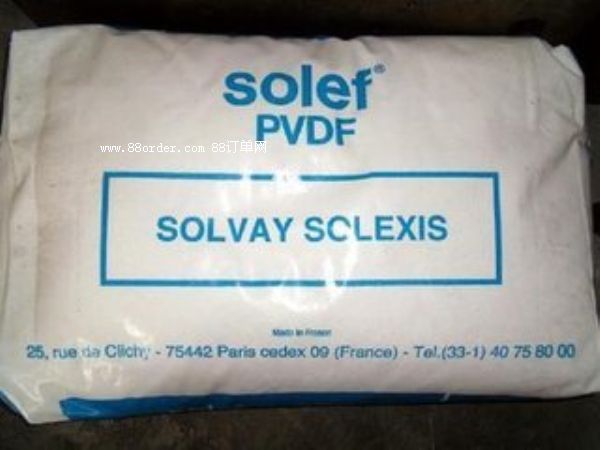 solef®
PVDF
www.88order.com 88订单网
SOLVAY SOLEXIS
Made in France
25, rue de Clichy - 75442 Paris cedex 09 (France) - Tel.(33-1) 40 75 80 00